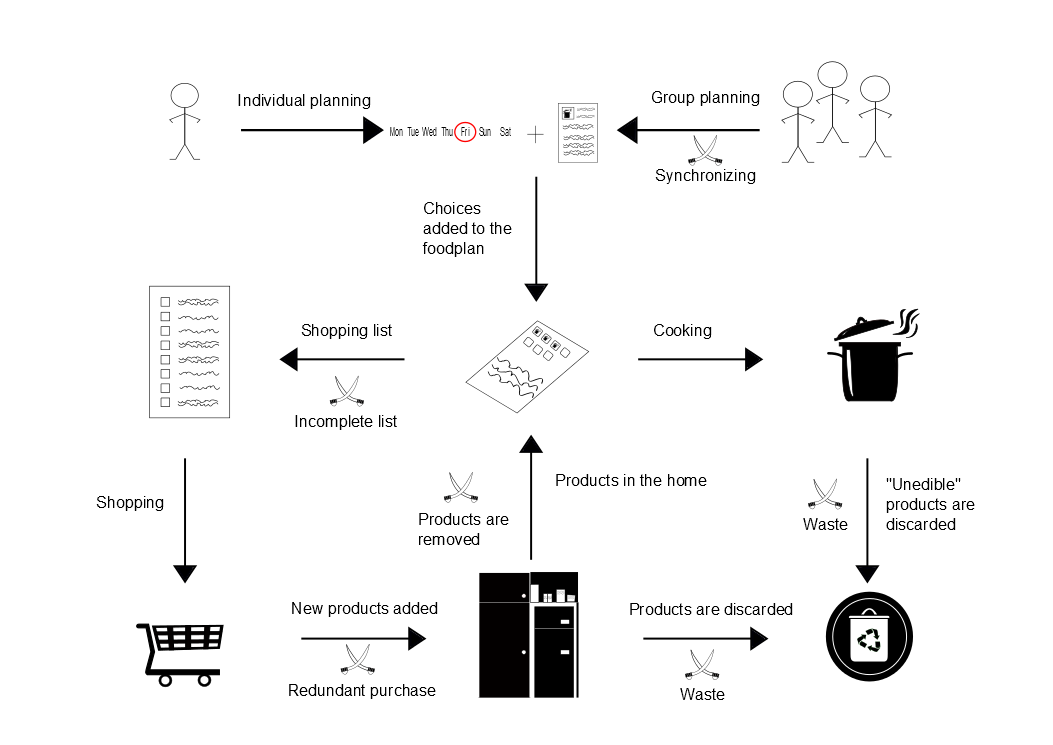 Individual planning
Group planning
Mon Tue Wed Thu Fri Sun Sat
Synchronizing
Choices
added to the
foodplan
Shopping list
Cooking
Incomplete list
Shopping
Products in the home
Products are
removed
"Unedible"
products are
discarded
Waste
New products added
Products are discarded
Redundant purchase
Waste